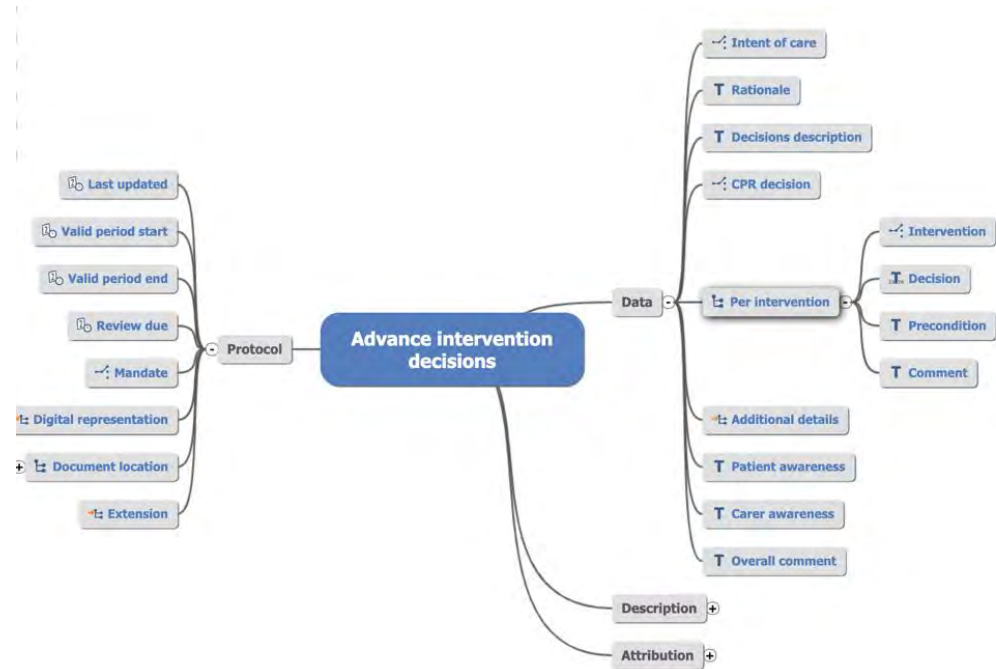 Intent of care
Rationale
Decisions description
CPR decision
Last updated
Valid period start
Valid period end
Review due
Mandate
Digital representation
Document location
Extension
Protocol
Advance intervention
decisions
Data
Per intervention
Intervention
Decision
Precondition
Comment
Additional details
Patient awareness
Carer awareness
Overall comment
Description
Attribution